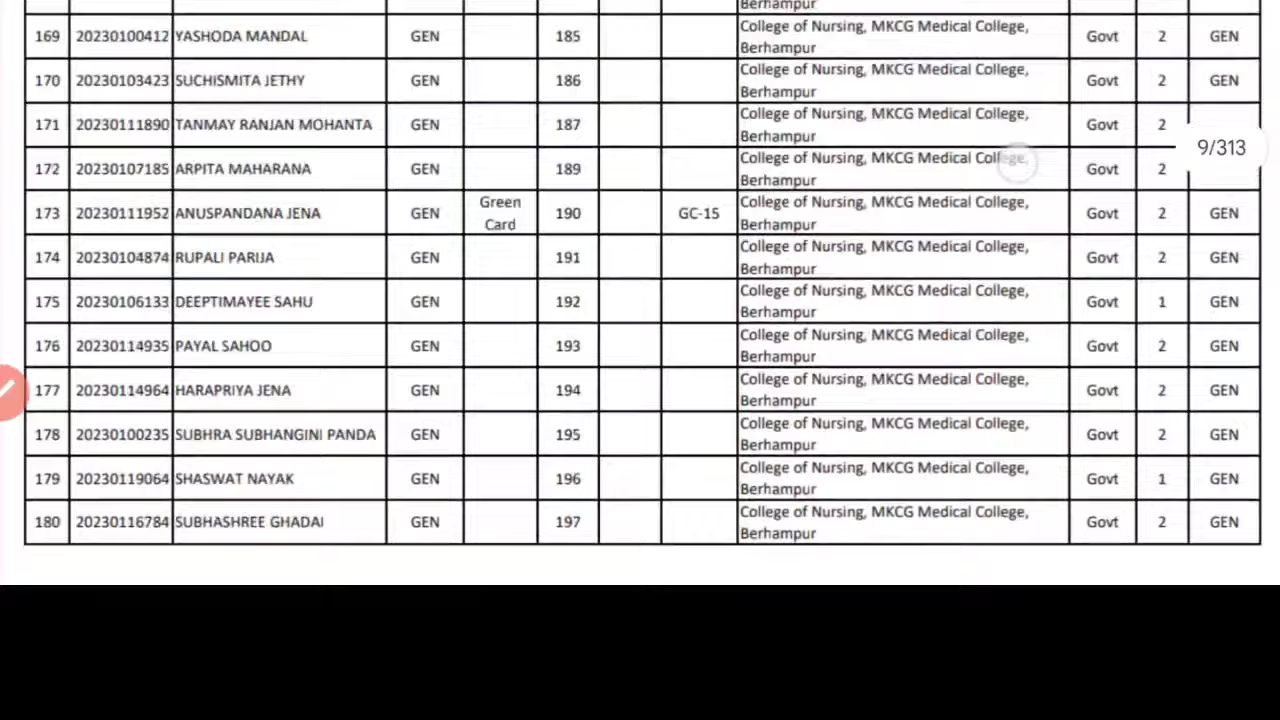 Berhampur
169 20230100412 YASHODA MANDAL GEN 185 College of Nursing, MKCG Medical College, Berhampur Govt 2 GEN
170 20230103423 SUCHISMITA JETHY GEN 186 College of Nursing, MKCG Medical College, Berhampur Govt 2 GEN
171 20230111890 TANMAY RANJAN MOHANTA GEN 187 College of Nursing, MKCG Medical College, Berhampur Govt 2
9/313
172 20230107185 ARPITA MAHARANA GEN 189 College of Nursing, MKCG Medical College, Berhampur Govt 2
173 20230111952 ANUSPANDANA JENA GEN Green Card 190 GC-15 College of Nursing, MKCG Medical College, Berhampur Govt 2 GEN
174 20230104874 RUPALI PARIJA GEN 191 College of Nursing, MKCG Medical College, Berhampur Govt 2 GEN
175 20230106133 DEEPTIMAYEE SAHU GEN 192 College of Nursing, MKCG Medical College, Berhampur Govt 1 GEN
176 20230114935 PAYAL SAHOO GEN 193 College of Nursing, MKCG Medical College, Berhampur Govt 2 GEN
177 20230114964 HARAPRIYA JENA GEN 194 College of Nursing, MKCG Medical College, Berhampur Govt 2 GEN
178 20230100235 SUBHRA SUBHANGINI PANDA GEN 195 College of Nursing, MKCG Medical College, Berhampur Govt 2 GEN
179 20230119064 SHASWAT NAYAK GEN 196 College of Nursing, MKCG Medical College, Berhampur Govt 1 GEN
180 20230116784 SUBHASHREE GHADAI GEN 197 College of Nursing, MKCG Medical College, Berhampur Govt 2 GEN